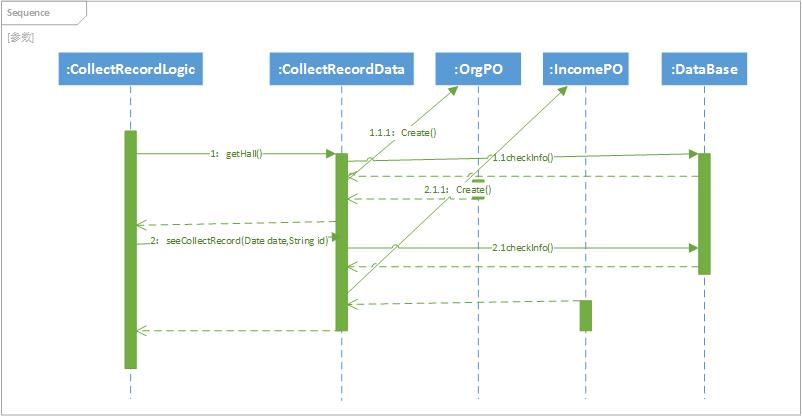 Sequence
[参数]
:CollectRecordLogic
:CollectRecordData
:OrgPO
:IncomePO
:DataBase
1.1.1：Create()
1：getHall()
1.1checkInfo()
2.1.1：Create()
2：seeCollectRecord(Date date,String id)
2.1checkInfo()